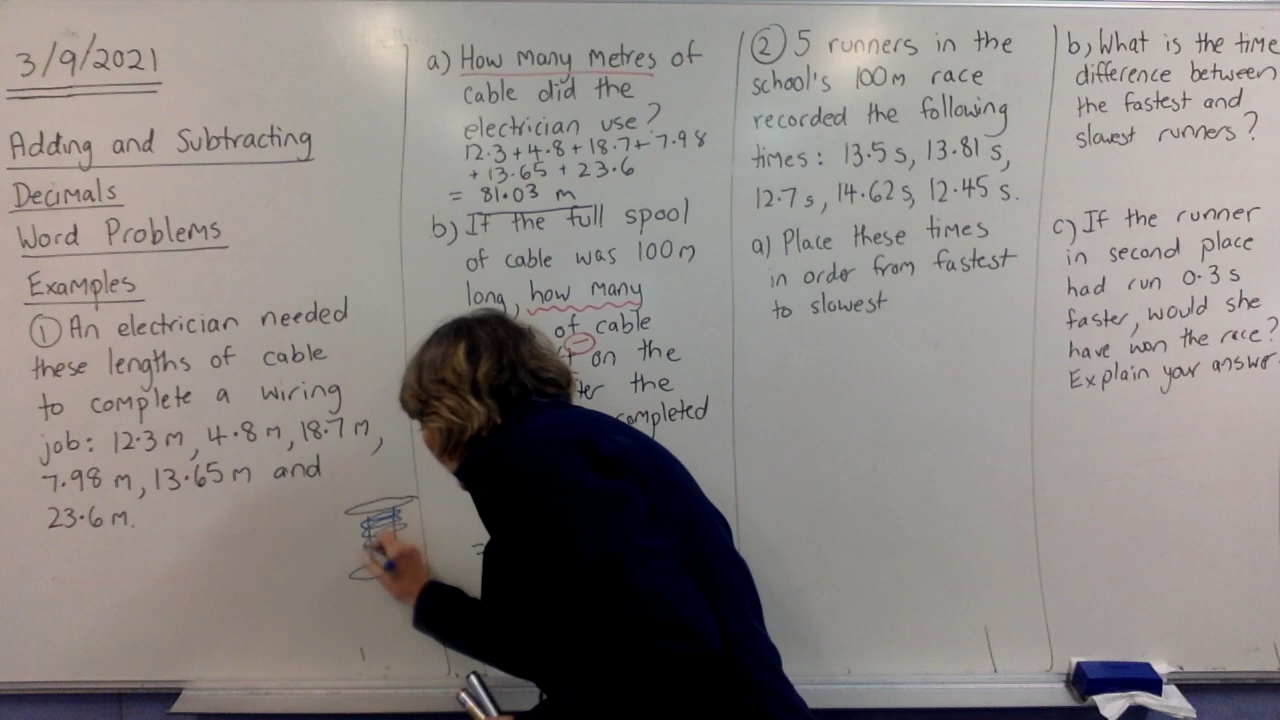 3/9/2021
Adding and Subtracting
Decimals
Word Problems
Examples
① An electrician needed
these lengths of cable
to complete a wiring
job: 12.3 m, 4.8 m, 18.7 m,
7.98 m, 13.65 m and
23.6 m.
a) How many metres of
cable did the
electrician use?
12.3 + 4.8 + 18.7 + 7.98
+ 13.65 + 23.6
= 81.03 m
b) If the full spool
of cable was 100 m
long, how many
of cable
on the
the
completed
=
② 5 runners in the
school's 100m race
recorded the following
times: 13.5 s, 13.81 s,
12.7 s, 14.62 s, 12.45 s.
a) Place these times
in order from fastest
to slowest
b) What is the time
difference between
the fastest and
slowest runners?
c) If the runner
in second place
had run 0.3 s
faster, would she
have won the race?
Explain your answer